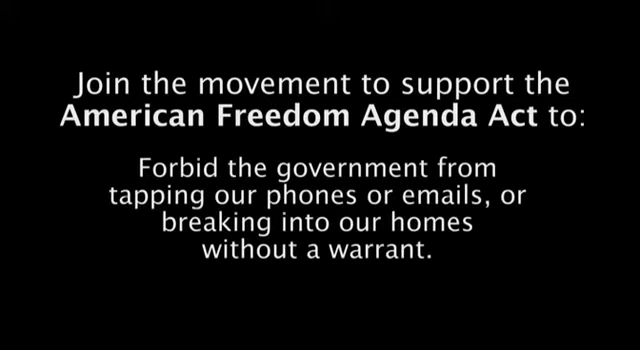 Join the movement to support the
American Freedom Agenda Act to:
Forbid the government from
tapping our phones or emails, or
breaking into our homes
without a warrant.